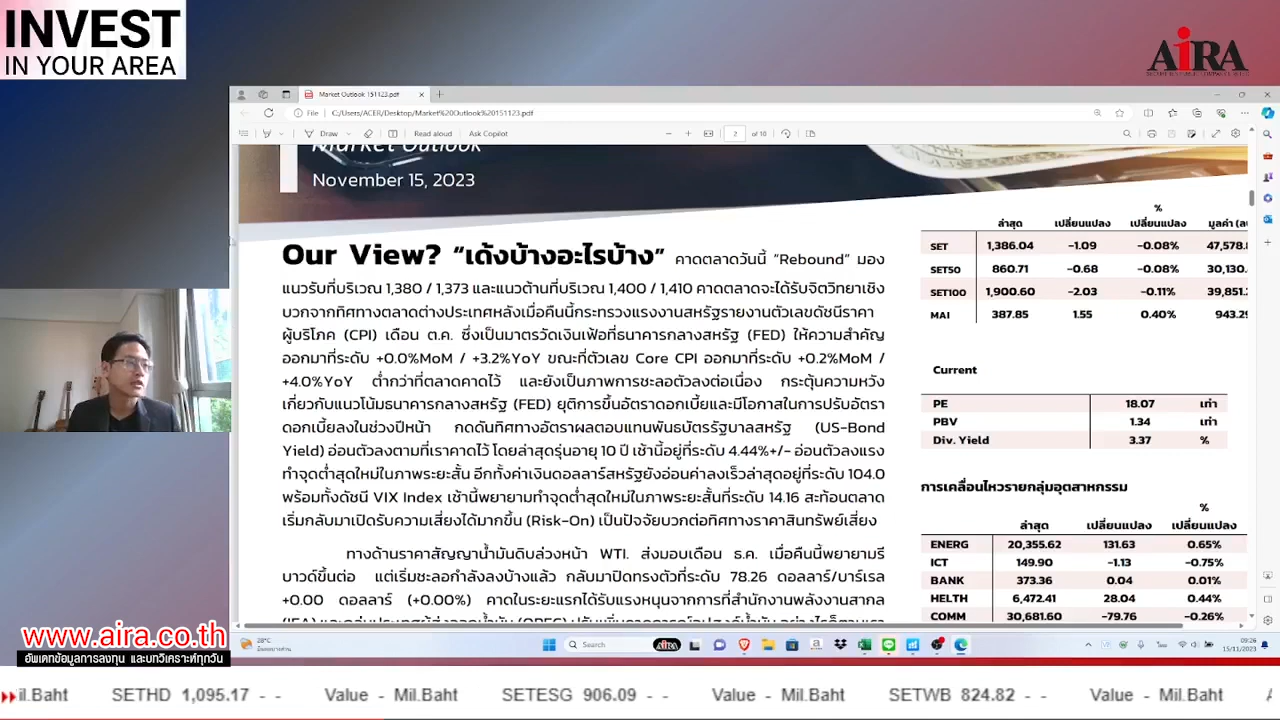 INVEST
IN YOUR AREA
AiRA
Market Outlook 151123.pdf
File C:/Users/ACER/Desktop/Market%20Outlook%20151123.pdf
Draw Read aloud Ask Copilot 2 of 10
Market Outlook
November 15, 2023
Our View? “เด้งบ้างอะไรบ้าง” คาดตลาดวันนี้ “Rebound” มอง
แนวรับที่บริเวณ 1,380 / 1,373 และแนวต้านที่บริเวณ 1,400 / 1,410 คาดตลาดจะได้รับจิตวิทยาเชิง
บวกจากทิศทางตลาดต่างประเทศหลังเมื่อคืนนี้กระทรวงแรงงานสหรัฐรายงานตัวเลขดัชนีราคา
ผู้บริโภค (CPI) เดือน ต.ค. ซึ่งเป็นมาตรวัดเงินเฟ้อที่ธนาคารกลางสหรัฐ (FED) ให้ความสำคัญ
ออกมาที่ระดับ +0.0%MoM / +3.2%YoY ขณะที่ตัวเลข Core CPI ออกมาที่ระดับ +0.2%MoM /
+4.0%YoY ต่ำกว่าที่ตลาดคาดไว้ และยังเป็นภาพการชะลอตัวลงต่อเนื่อง กระตุ้นความหวัง
เกี่ยวกับแนวโน้มธนาคารกลางสหรัฐ (FED) ยุติการขึ้นอัตราดอกเบี้ยและมีโอกาสในการปรับอัตรา
ดอกเบี้ยลงในช่วงปีหน้า กดดันทิศทางอัตราผลตอบแทนพันธบัตรรัฐบาลสหรัฐ (US-Bond
Yield) อ่อนตัวลงตามที่เราคาดไว้ โดยล่าสุดรุ่นอายุ 10 ปี เช้านี้อยู่ที่ระดับ 4.44%+/- อ่อนตัวลงแรง
ทำจุดต่ำสุดใหม่ในภาพระยะสั้น อีกทั้งค่าเงินดอลลาร์สหรัฐยังอ่อนค่าลงเร็วล่าสุดอยู่ที่ระดับ 104.0
พร้อมทั้งดัชนี VIX Index เช้านี้พยายามทำจุดต่ำสุดใหม่ในภาพระยะสั้นที่ระดับ 14.16 สะท้อนตลาด
เริ่มกลับมาเปิดรับความเสี่ยงได้มากขึ้น (Risk-On) เป็นปัจจัยบวกต่อทิศทางราคาสินทรัพย์เสี่ยง
ทางด้านราคาสัญญาน้ำมันดิบล่วงหน้า WTI. ส่งมอบเดือน ธ.ค. เมื่อคืนนี้พยายามรี
บาวด์ขึ้นต่อ แต่เริ่มชะลอกำลังลงบ้างแล้ว กลับมาปิดทรงตัวที่ระดับ 78.26 ดอลลาร์/บาร์เรล
+0.00 ดอลลาร์ (+0.00%) คาดในระยะแรกได้รับแรงหนุนจากการที่สำนักงานพลังงานสากล
%
ล่าสุด เปลี่ยนแปลง เปลี่ยนแปลง มูลค่า (ล
SET 1,386.04 -1.09 -0.08% 47,578.
SET50 860.71 -0.68 -0.08% 30,130.
SET100 1,900.60 -2.03 -0.11% 39,851.
MAI 387.85 1.55 0.40% 943.29
Current
PE 18.07 เท่า
PBV 1.34 เท่า
Div. Yield 3.37 %
การเคลื่อนไหวรายกลุ่มอุตสาหกรรม
%
ล่าสุด เปลี่ยนแปลง เปลี่ยนแปลง
ENERG 20,355.62 131.63 0.65%
ICT 149.90 -1.13 -0.75%
BANK 373.36 0.04 0.01%
HELTH 6,472.41 28.04 0.44%
COMM 30,681.60 -79.76 -0.26%
28°C
Search
09:26
15/11/2023
www.aira.co.th
อัพเดทข้อมูลการลงทุน และบทวิเคราะห์ทุกวัน
il.Baht SETHD 1,095.17 - - Value - Mil.Baht SETESG 906.09 - - Value - Mil.Baht SETWB 824.82 - - Value - Mil.Baht